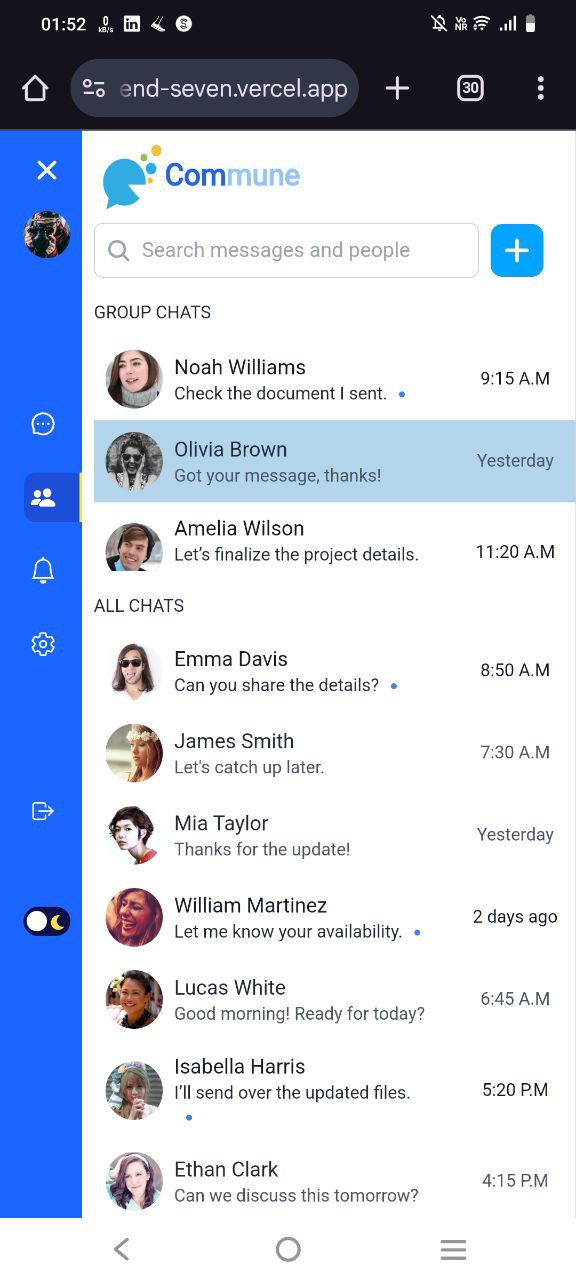 01:52 0 KB/s in S Vo NR
end-seven.vercel.app 30
Commune
Search messages and people
GROUP CHATS
Noah Williams
Check the document I sent.
9:15 A.M
Olivia Brown
Got your message, thanks!
Yesterday
Amelia Wilson
Let’s finalize the project details.
11:20 A.M
ALL CHATS
Emma Davis
Can you share the details?
8:50 A.M
James Smith
Let's catch up later.
7:30 A.M
Mia Taylor
Thanks for the update!
Yesterday
William Martinez
Let me know your availability.
2 days ago
Lucas White
Good morning! Ready for today?
6:45 A.M
Isabella Harris
I’ll send over the updated files.
5:20 P.M
Ethan Clark
Can we discuss this tomorrow?
4:15 P.M